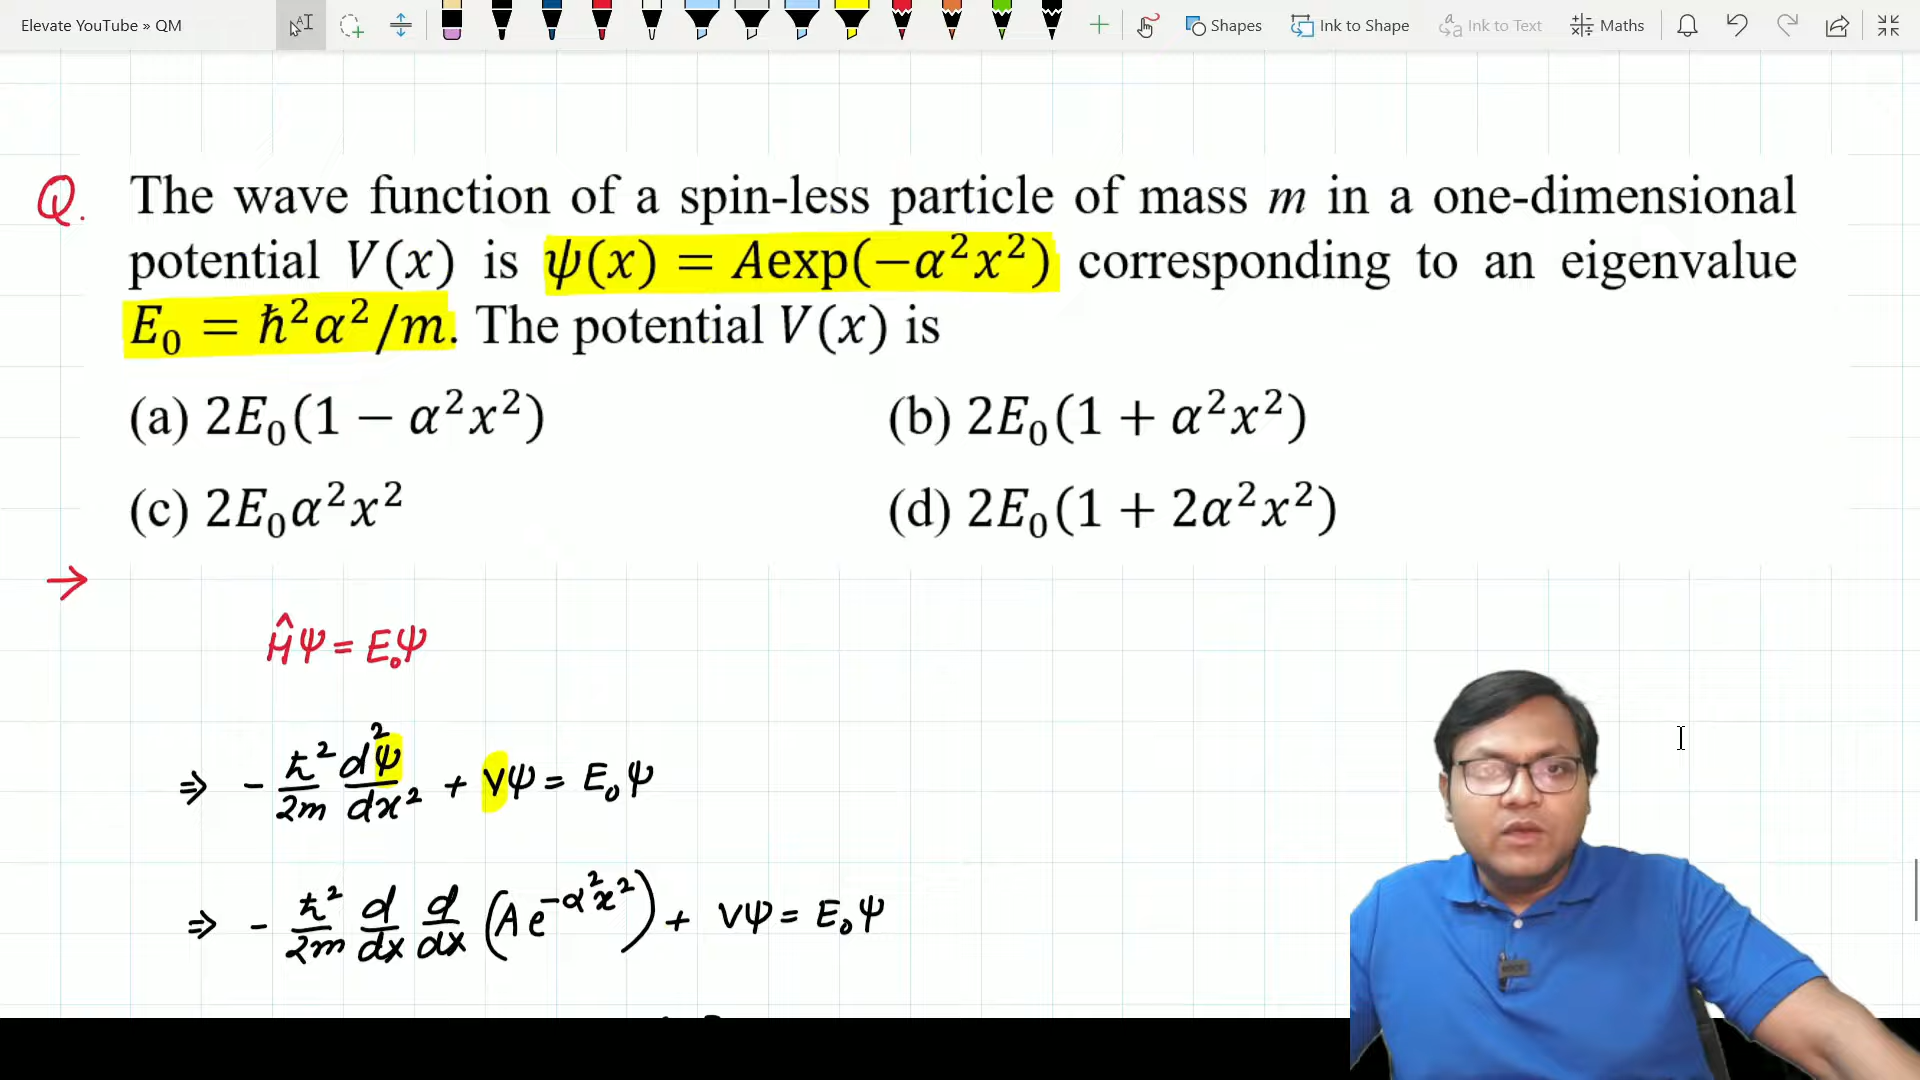 Elevate YouTube » QM
Shapes
Ink to Shape
Ink to Text
Maths
Q. The wave function of a spin-less particle of mass m in a one-dimensional
potential V(x) is ψ(x) = Aexp(−α²x²) corresponding to an eigenvalue
E₀ = ħ²α²/m. The potential V(x) is
(a) 2E₀(1 − α²x²) (b) 2E₀(1 + α²x²)
(c) 2E₀α²x² (d) 2E₀(1 + 2α²x²)
→
Ĥψ = E₀ψ
⇒ − ħ²/2m d²ψ/dx² + Vψ = E₀ψ
⇒ − ħ²/2m d/dx d/dx (A e^{−α²x²}) + Vψ = E₀ψ